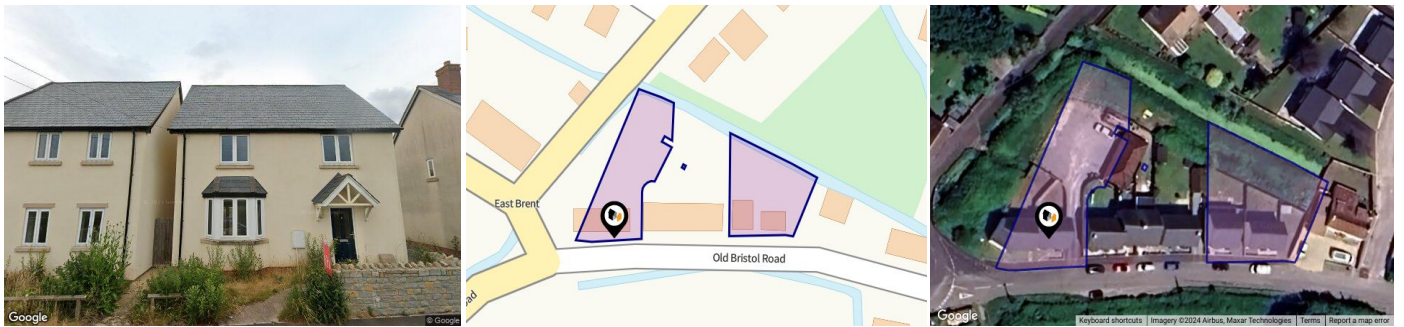 Google
© Google
East Brent
Old Bristol Road
oad
Google
Keyboard shortcuts
Imagery ©2024 Airbus, Maxar Technologies
Terms
Report a map error